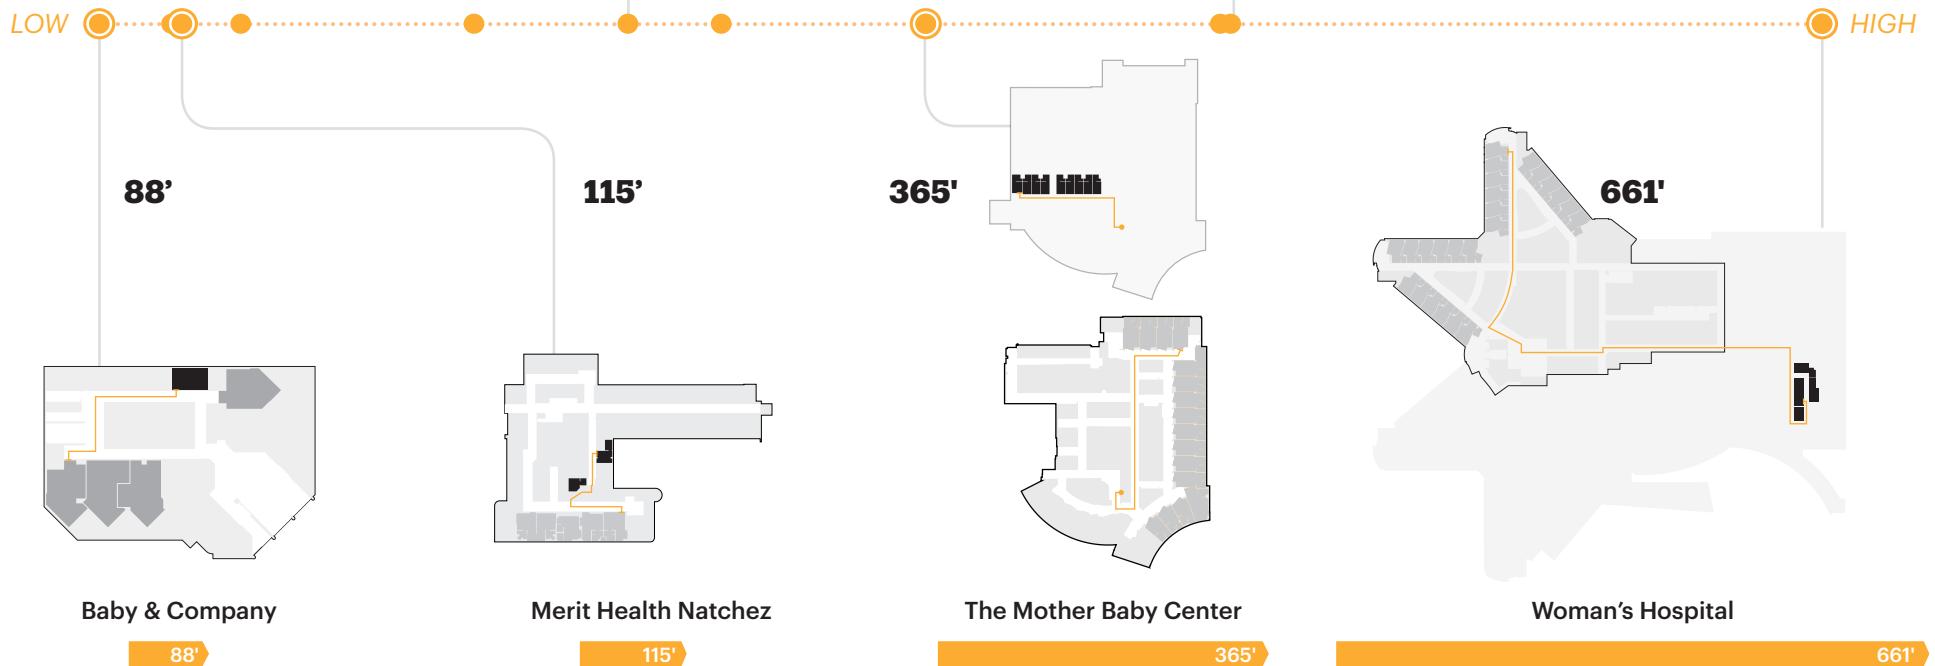 LOW
HIGH
88’
115’
365'
661'
Baby & Company
Merit Health Natchez
The Mother Baby Center
Woman’s Hospital
88'
115'
365'
661'